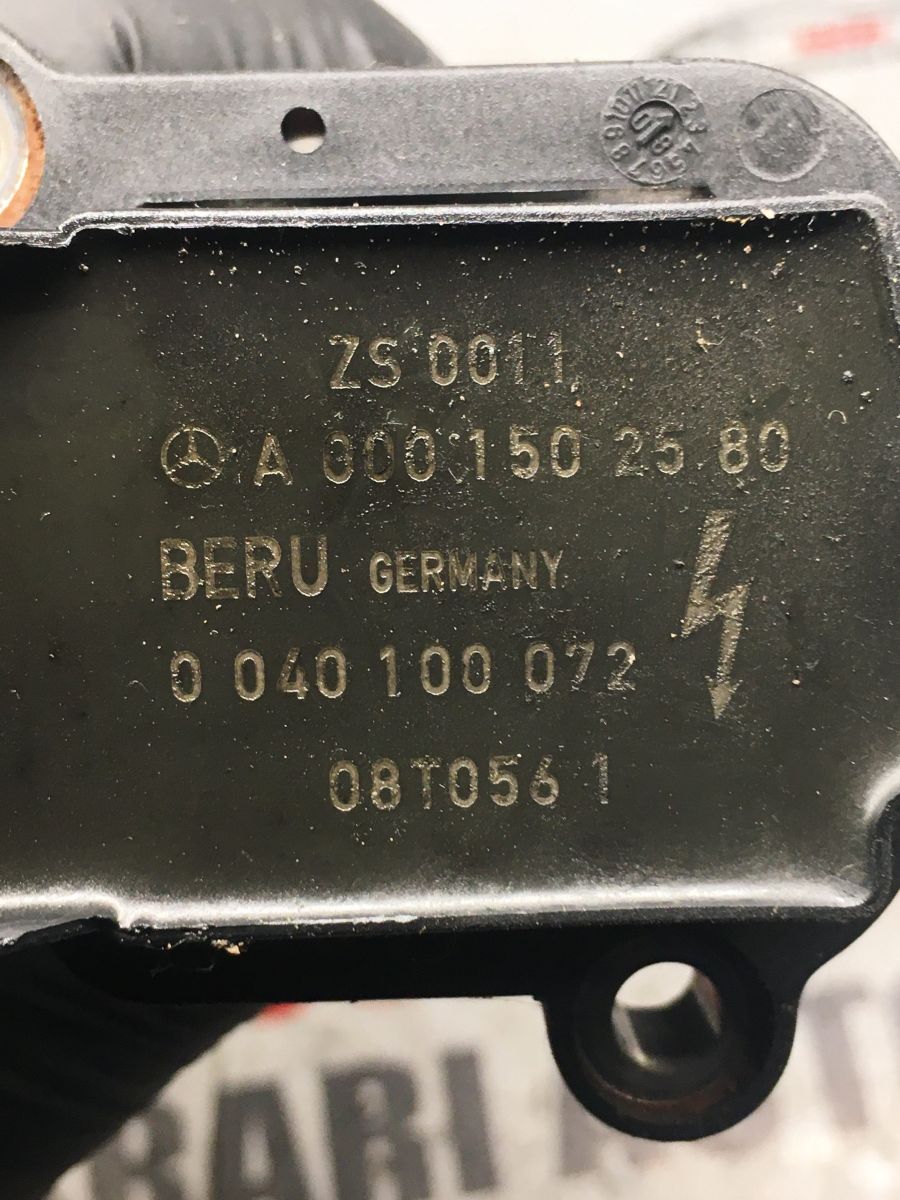 ZS 0011
A 000 150 25 80
BERU GERMANY
0 040 100 072
08T056 1